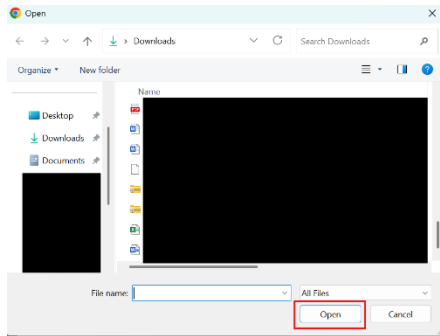 Open
Downloads
Search Downloads
Organize
New folder
Name
Desktop
Downloads
Documents
File name:
All Files
Open
Cancel